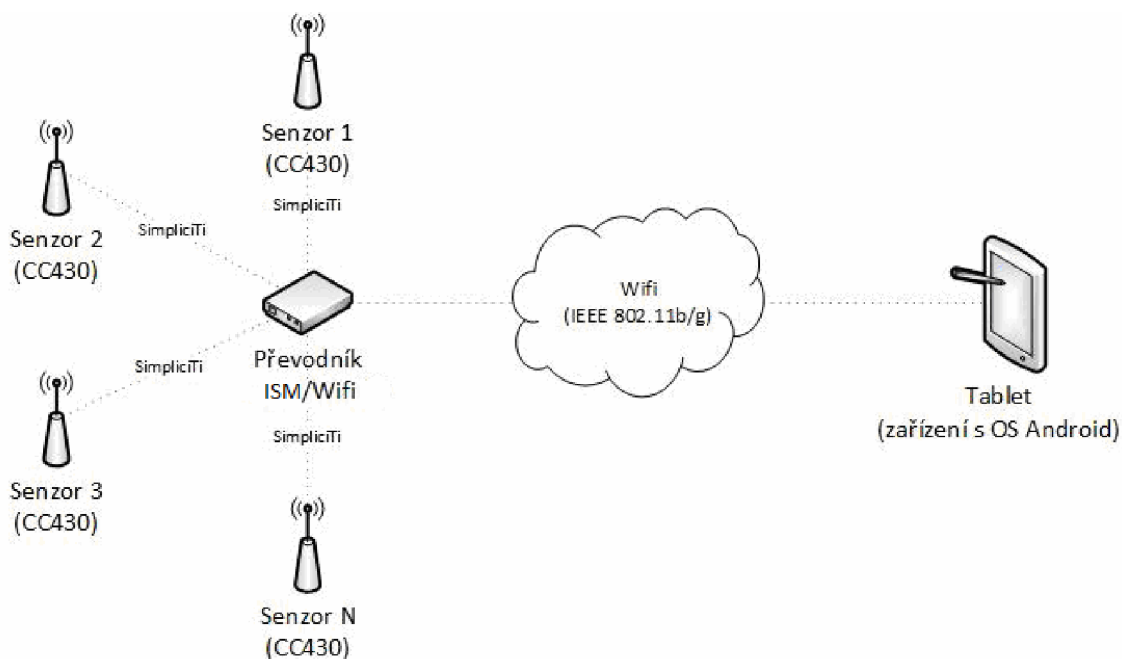 Senzor 1
(CC430)
SimpliciTi
Senzor 2
(CC430)
SimpliciTi
Wifi
(IEEE 802.11b/g)
Převodník
ISM/Wifi
SimpliciTi
Senzor 3
(CC430)
SimpliciTi
Senzor N
(CC430)
Tablet
(zařízení s OS Android)